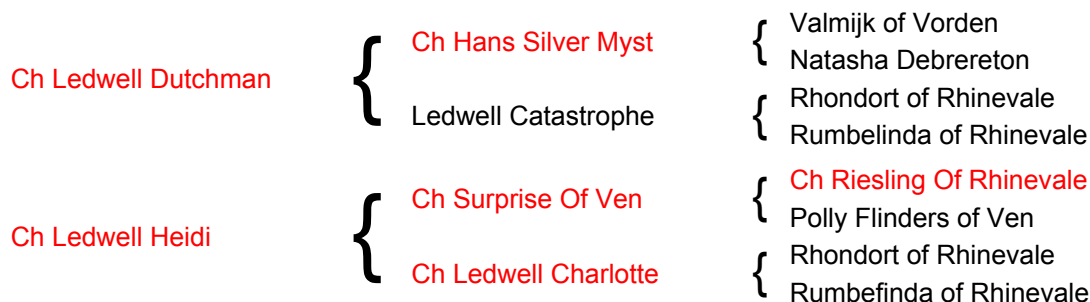 Ch Ledwell Dutchman
Ch Hans Silver Myst
Valmijk of Vorden
Natasha Debrereton
Ledwell Catastrophe
Rhondort of Rhinevale
Rumbelinda of Rhinevale
Ch Ledwell Heidi
Ch Surprise Of Ven
Ch Riesling Of Rhinevale
Polly Flinders of Ven
Ch Ledwell Charlotte
Rhondort of Rhinevale
Rumbefinda of Rhinevale